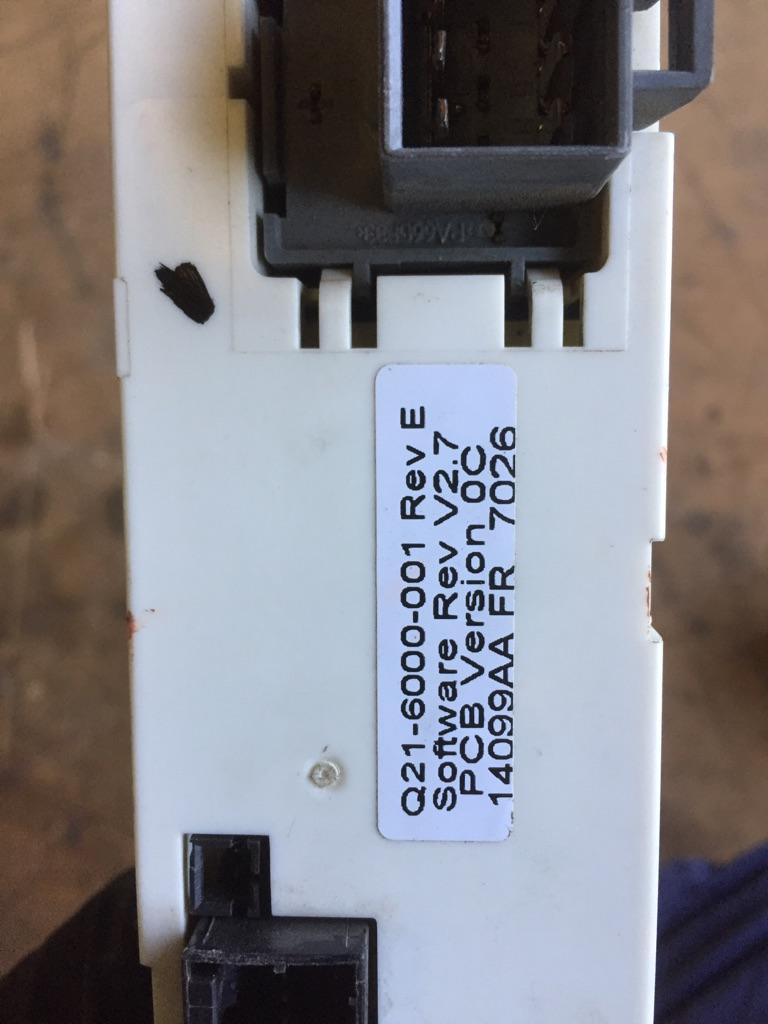 Q21-6000-001 Rev E
Software Rev V2.7
PCB Version 0C
14099AA FR 7026